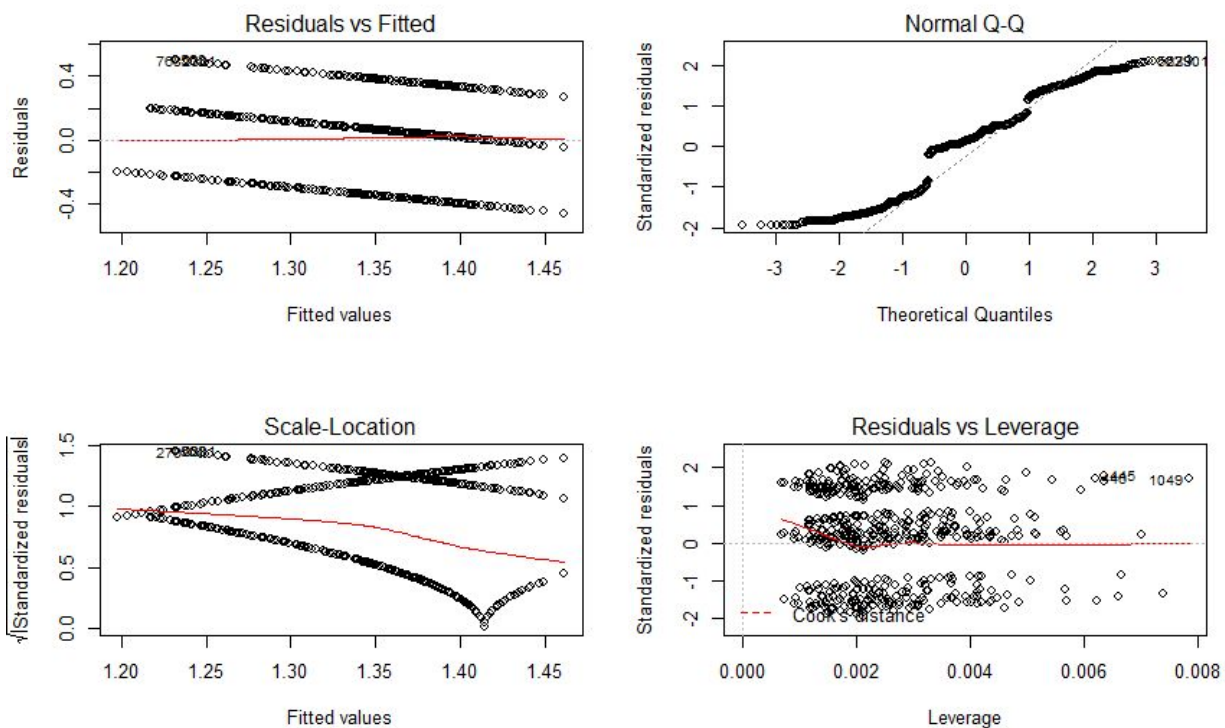 Residuals vs Fitted
Residuals
0.4
0.0
-0.4
1.20 1.25 1.30 1.35 1.40 1.45
Fitted values
Normal Q-Q
Standardized residuals
2
1
0
-1
-2
-3 -2 -1 0 1 2 3
Theoretical Quantiles
Scale-Location
√|Standardized residuals|
1.5
1.0
0.5
0.0
1.20 1.25 1.30 1.35 1.40 1.45
Fitted values
Residuals vs Leverage
Standardized residuals
2
1
0
-1
-2
1049
Cook's distance
0.000 0.002 0.004 0.006 0.008
Leverage